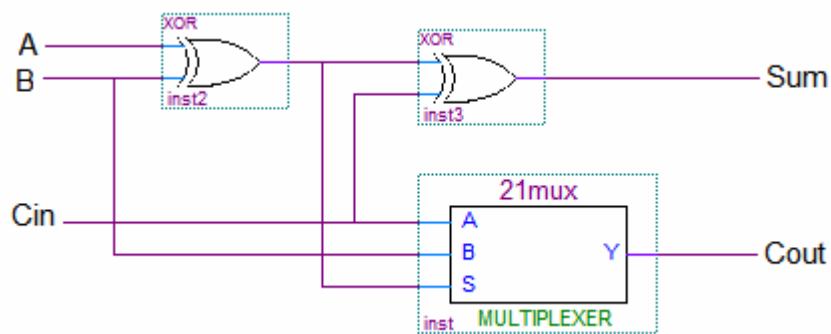 XOR
A
B
inst2
XOR
inst3
Sum
Cin
21mux
A
B
S
Y
Cout
inst
MULTIPLEXER